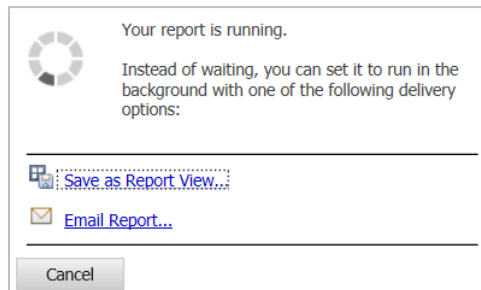 Your report is running.
Instead of waiting, you can set it to run in the
background with one of the following delivery
options:
Save as Report View...
Email Report...
Cancel